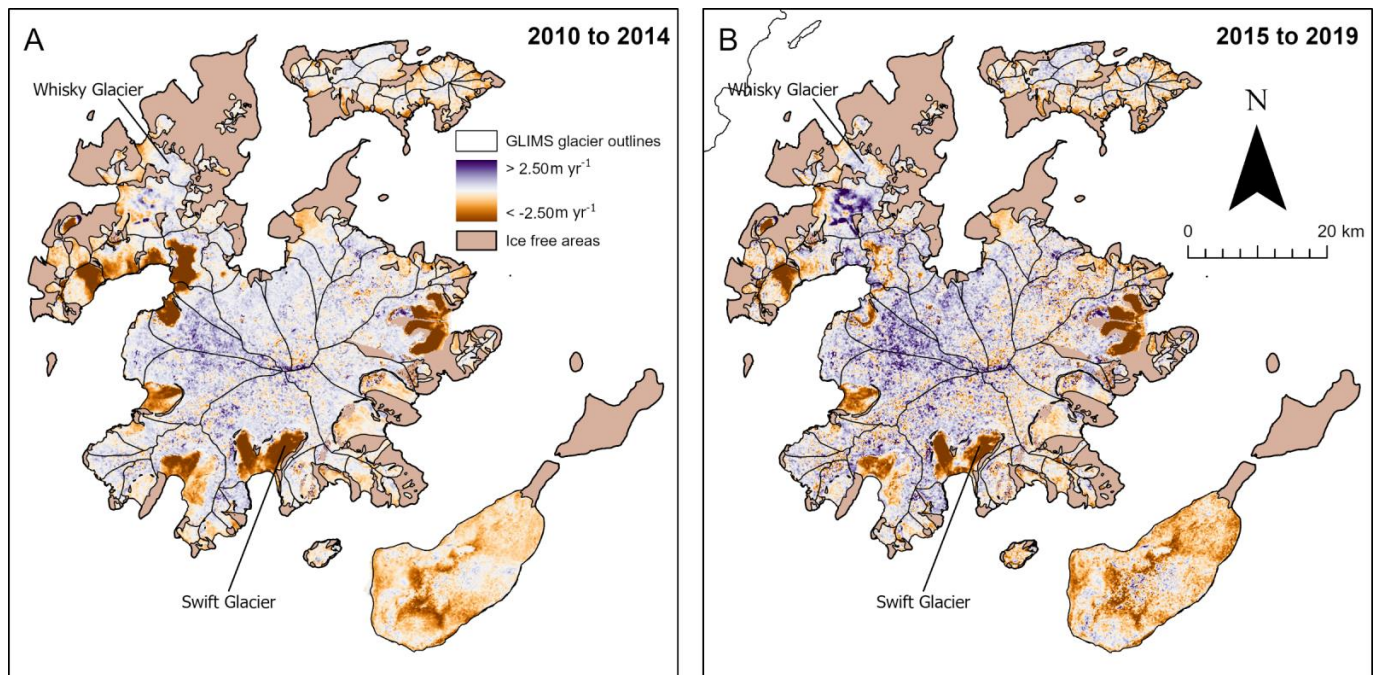 A
2010 to 2014
Whisky Glacier
GLIMS glacier outlines
> 2.50m yr-1
< -2.50m yr-1
Ice free areas
Swift Glacier
B
2015 to 2019
Whisky Glacier
N
0 10 20 km
Swift Glacier